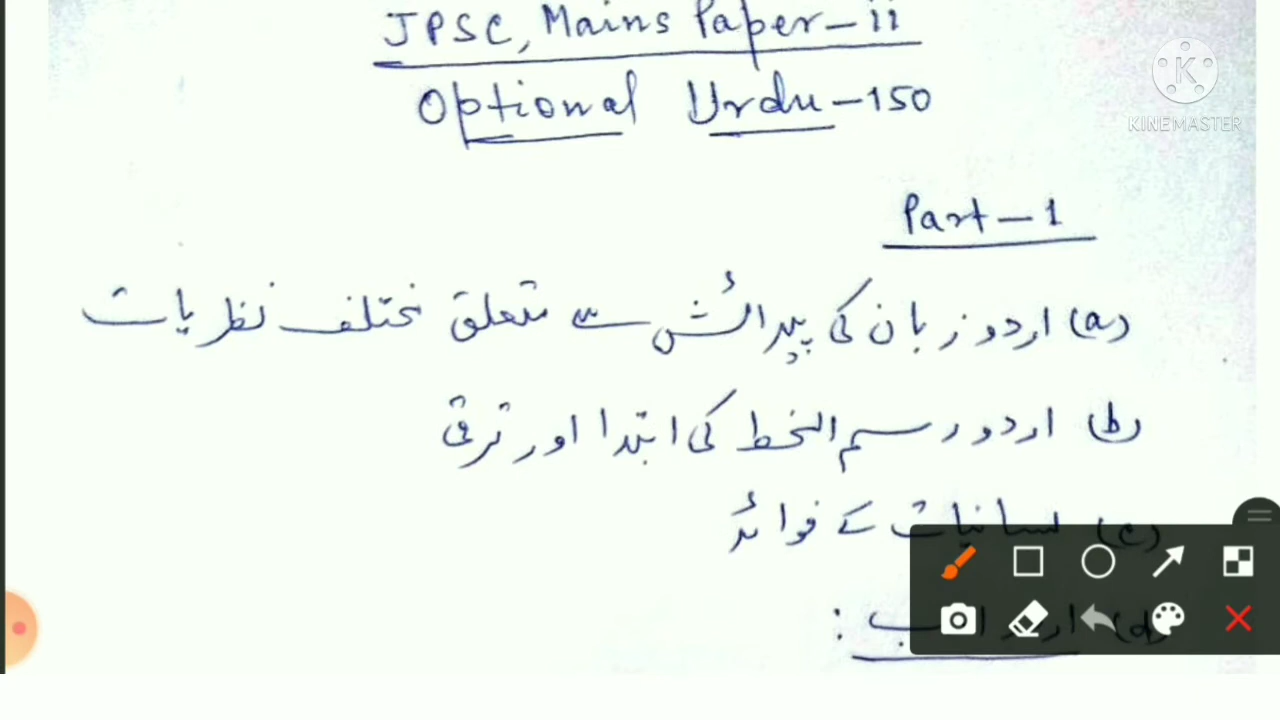 JPSC, Mains Paper-ii
Optional Urdu-150
KINEMASTER
Part-1
(a) اردو زبان کی پیدائش سے متعلق مختلف نظریات
(b) اردو رسم الخط کی ابتدا اور ترقی
(c) لسانیات کے فوائد
(d) :